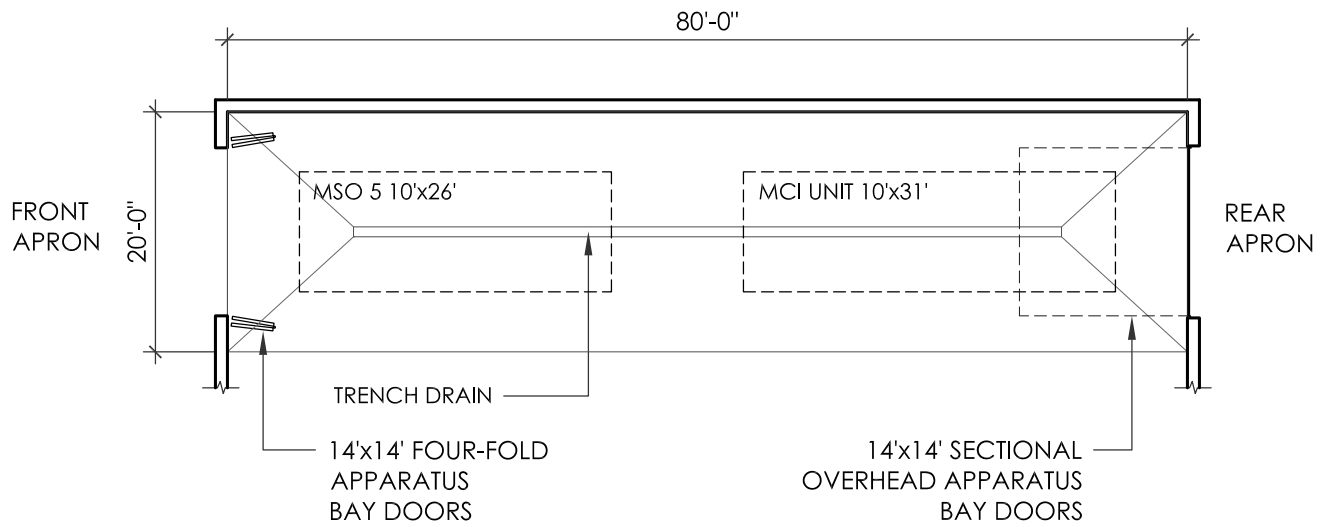 80'-0"
FRONT
APRON
20'-0"
MSO 5 10'x26'
MCI UNIT 10'x31'
REAR
APRON
TRENCH DRAIN
14'x14' FOUR-FOLD
APPARATUS
BAY DOORS
14'x14' SECTIONAL
OVERHEAD APPARATUS
BAY DOORS